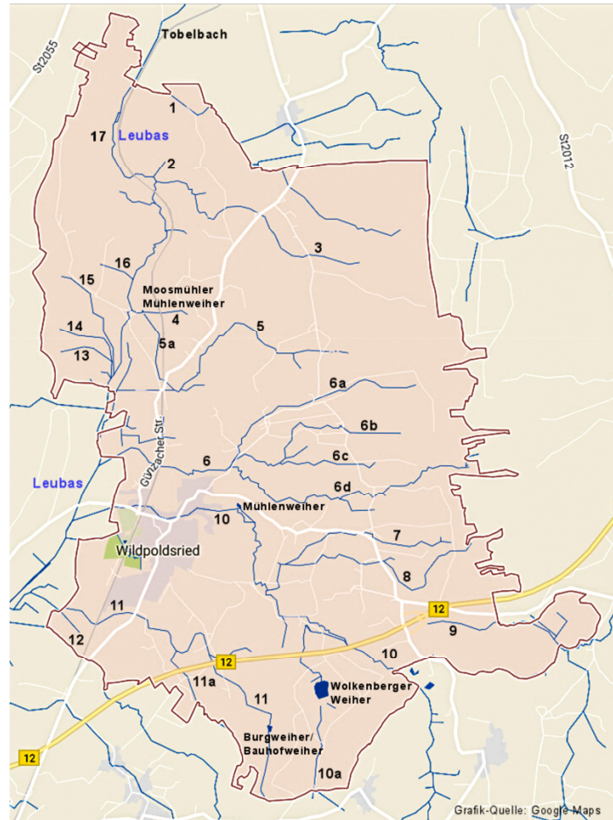 Tobelbach
St2055
1
17
Leubas
2
St2012
3
16
15
Moosmühler
Mühlenweiher
4
14
5
5a
13
6a
6b
Günzacher Str.
6
6c
Leubas
6d
Mühlenweiher
10
7
Wildpoldsried
8
11
12
9
12
12
10
11a
11
Wolkenberger
Weiher
Burgweiher/
Bauhofweiher
12
10a
Grafik-Quelle: Google Maps